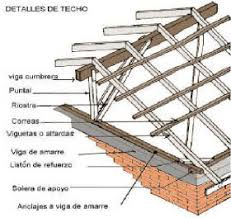 DETALLES DE TECHO
viga cumbrera
Puntal
Riostra
Correas
Viguetas o alfardas
Viga de amarre
Listón de refuerzo
Solera de apoyo
Anclajes a viga de amarre